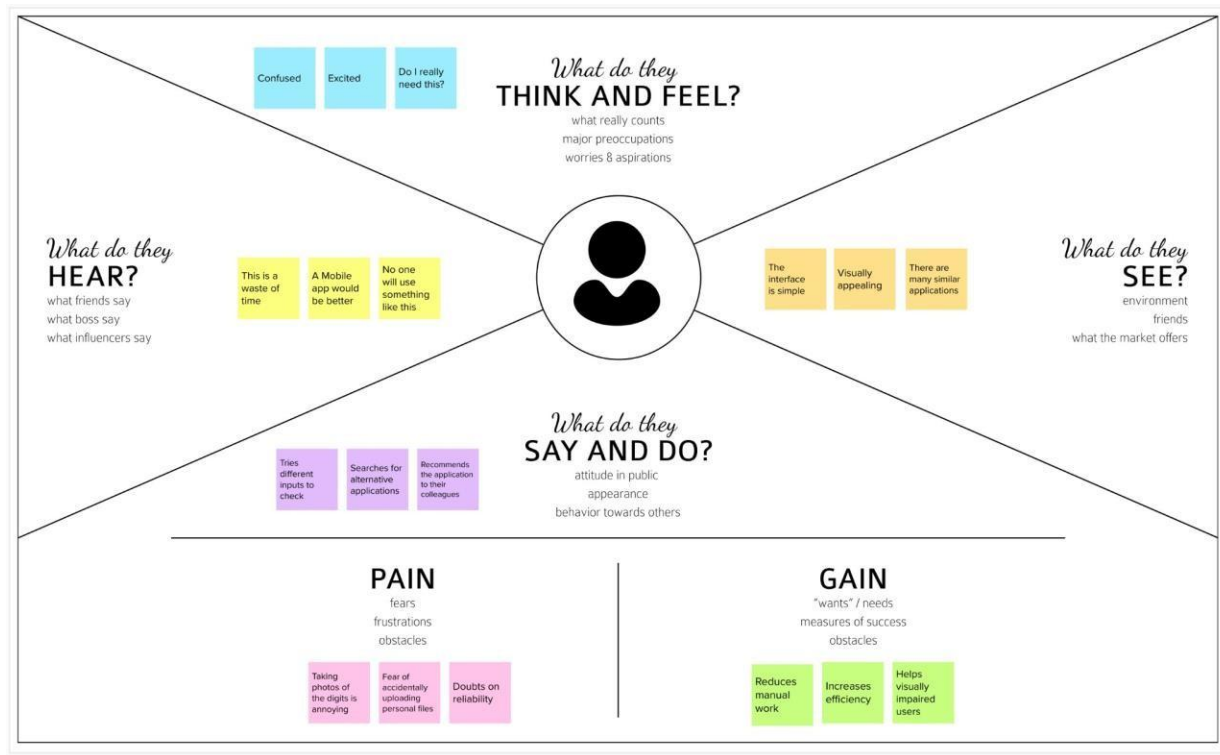 What do they
THINK AND FEEL?
what really counts
major preoccupations
worries & aspirations
Confused
Excited
Do I really
need this?
What do they
HEAR?
what friends say
what boss say
what influencers say
This is a
waste of
time
A Mobile
app would
be better
No one
will use
something
like this
The
interface
is simple
Visually
appealing
There are
many similar
applications
What do they
SEE?
environment
friends
what the market offers
What do they
SAY AND DO?
attitude in public
appearance
behavior towards others
Tries
different
inputs to
check
Searches for
alternative
applications
Recommends
the application
to their
colleagues
PAIN
fears
frustrations
obstacles
Taking
photos of
the digits is
annoying
Fear of
accidentally
uploading
personal files
Doubts on
reliability
GAIN
"wants" / needs
measures of success
obstacles
Reduces
manual
work
Increases
efficiency
Helps
visually
impaired
users